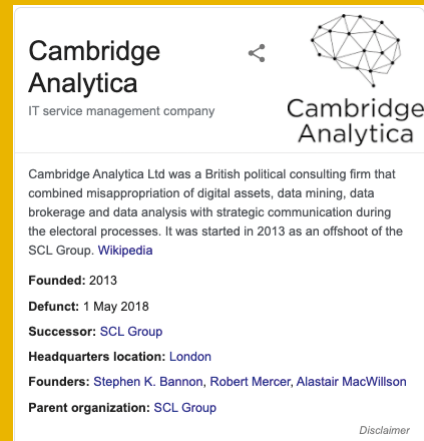 Cambridge
Analytica
IT service management company
Cambridge
Analytica
Cambridge Analytica Ltd was a British political consulting firm that
combined misappropriation of digital assets, data mining, data
brokerage and data analysis with strategic communication during
the electoral processes. It was started in 2013 as an offshoot of the
SCL Group. Wikipedia
Founded: 2013
Defunct: 1 May 2018
Successor: SCL Group
Headquarters location: London
Founders: Stephen K. Bannon, Robert Mercer, Alastair MacWillson
Parent organization: SCL Group
Disclaimer